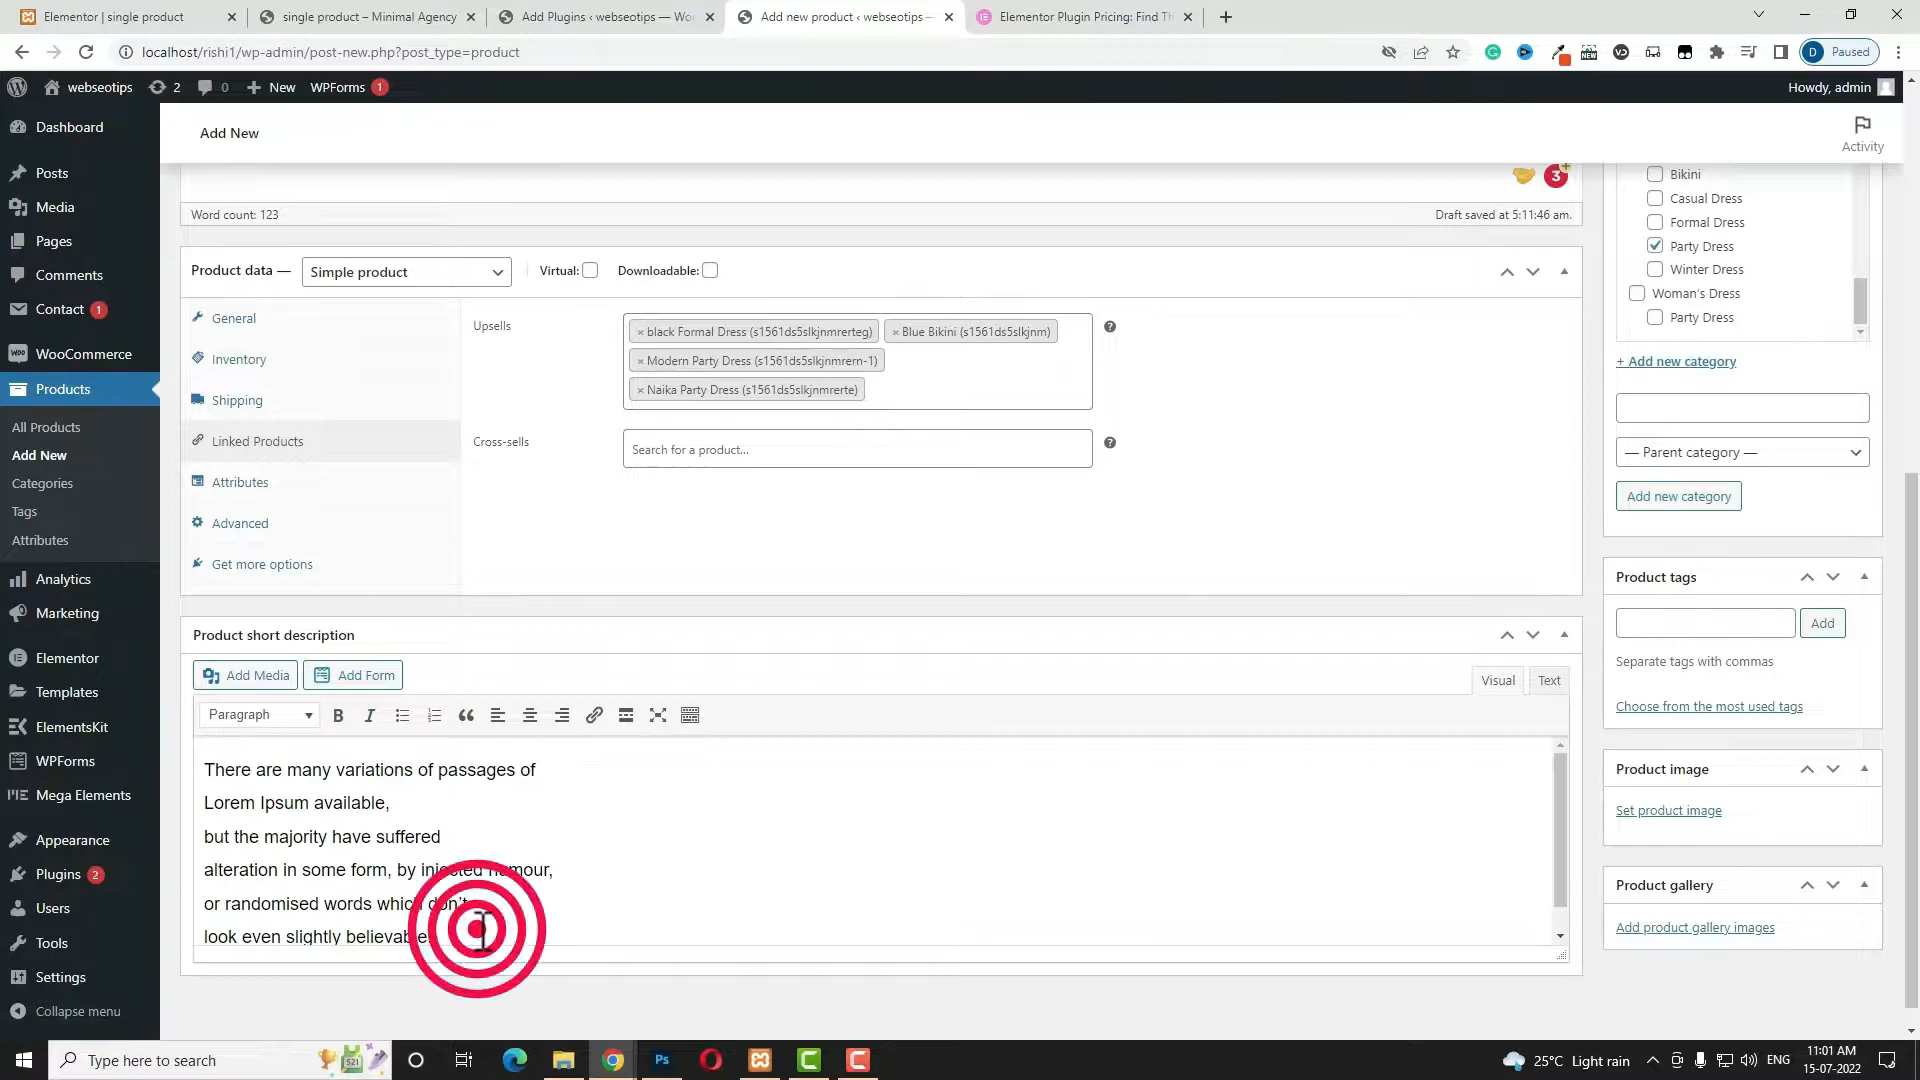 Elementor | single product
single product – Minimal Agency
Add Plugins ‹ webseotips — Woo
Add new product ‹ webseotips —
Elementor Plugin Pricing: Find Th
localhost/rishi1/wp-admin/post-new.php?post_type=product
NEW
D Paused
webseotips
2
0
New
WPForms 1
Howdy, admin
Dashboard
Posts
Media
Pages
Comments
Contact 1
WooCommerce
Products
All Products
Add New
Categories
Tags
Attributes
Analytics
Marketing
Elementor
Templates
ElementsKit
WPForms
Mega Elements
Appearance
Plugins 2
Users
Tools
Settings
Collapse menu
Add New
Activity
3
Word count: 123
Draft saved at 5:11:46 am.
Product data —
Simple product
Virtual:
Downloadable:
General
Inventory
Shipping
Linked Products
Attributes
Advanced
Get more options
Upsells
× black Formal Dress (s1561ds5slkjnmrerteg)
× Blue Bikini (s1561ds5slkjnm)
× Modern Party Dress (s1561ds5slkjnmrern-1)
× Naika Party Dress (s1561ds5slkjnmrerte)
Cross-sells
Search for a product...
Product short description
Add Media
Add Form
Visual
Text
Paragraph
B
I
There are many variations of passages of
Lorem Ipsum available,
but the majority have suffered
alteration in some form, by injected humour,
or randomised words which don't
look even slightly believable.
Bikini
Casual Dress
Formal Dress
Party Dress
Winter Dress
Woman's Dress
Party Dress
+ Add new category
— Parent category —
Add new category
Product tags
Add
Separate tags with commas
Choose from the most used tags
Product image
Set product image
Product gallery
Add product gallery images
Type here to search
Ps
25°C Light rain
ENG
11:01 AM
15-07-2022